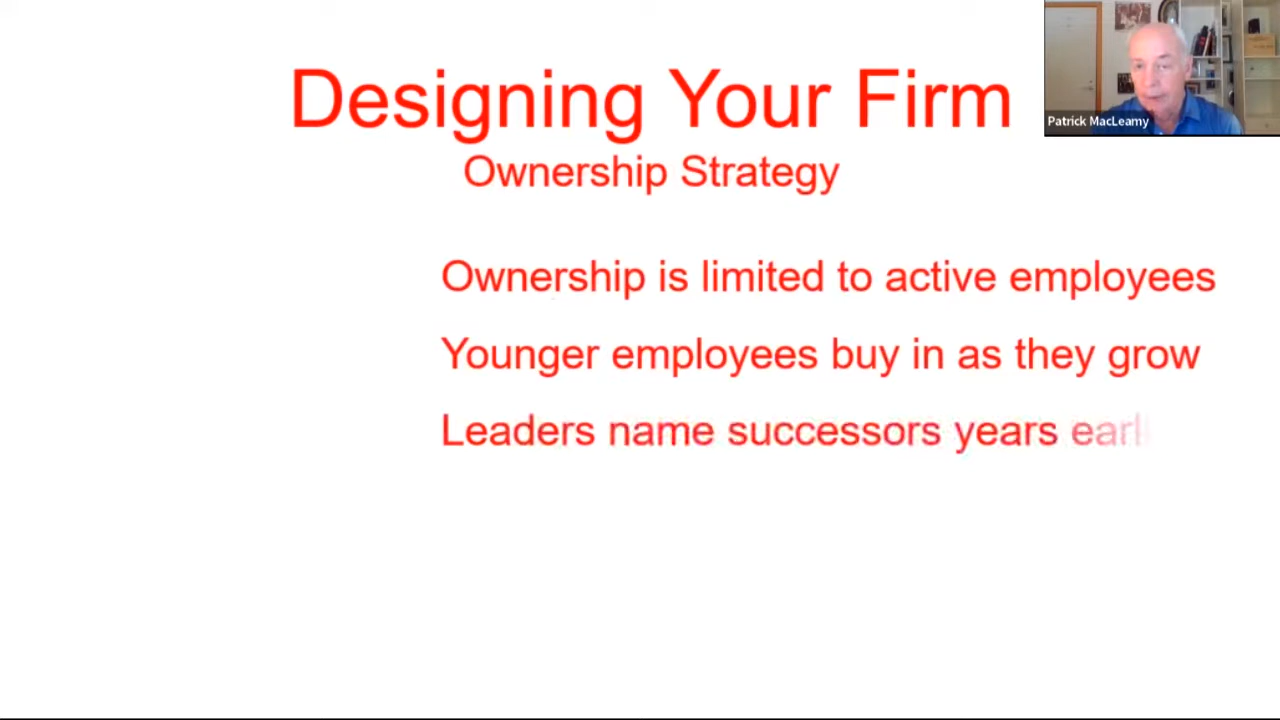 Designing Your Firm
Ownership Strategy
Patrick MacLeamy
Ownership is limited to active employees
Younger employees buy in as they grow
Leaders name successors years earl